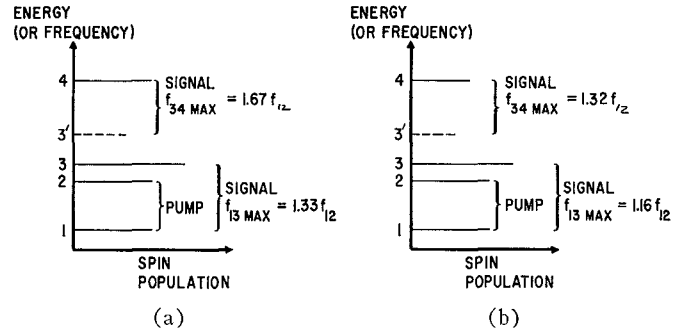 ENERGY
(OR FREQUENCY)
4
SIGNAL
f34 MAX = 1.67 f12
3'
3
2
SIGNAL
f13 MAX = 1.33 f12
PUMP
1
SPIN
POPULATION
(a)
ENERGY
(OR FREQUENCY)
4
SIGNAL
f34 MAX = 1.32 f12
3'
3
2
SIGNAL
f13 MAX = 1.16 f12
PUMP
1
SPIN
POPULATION
(b)